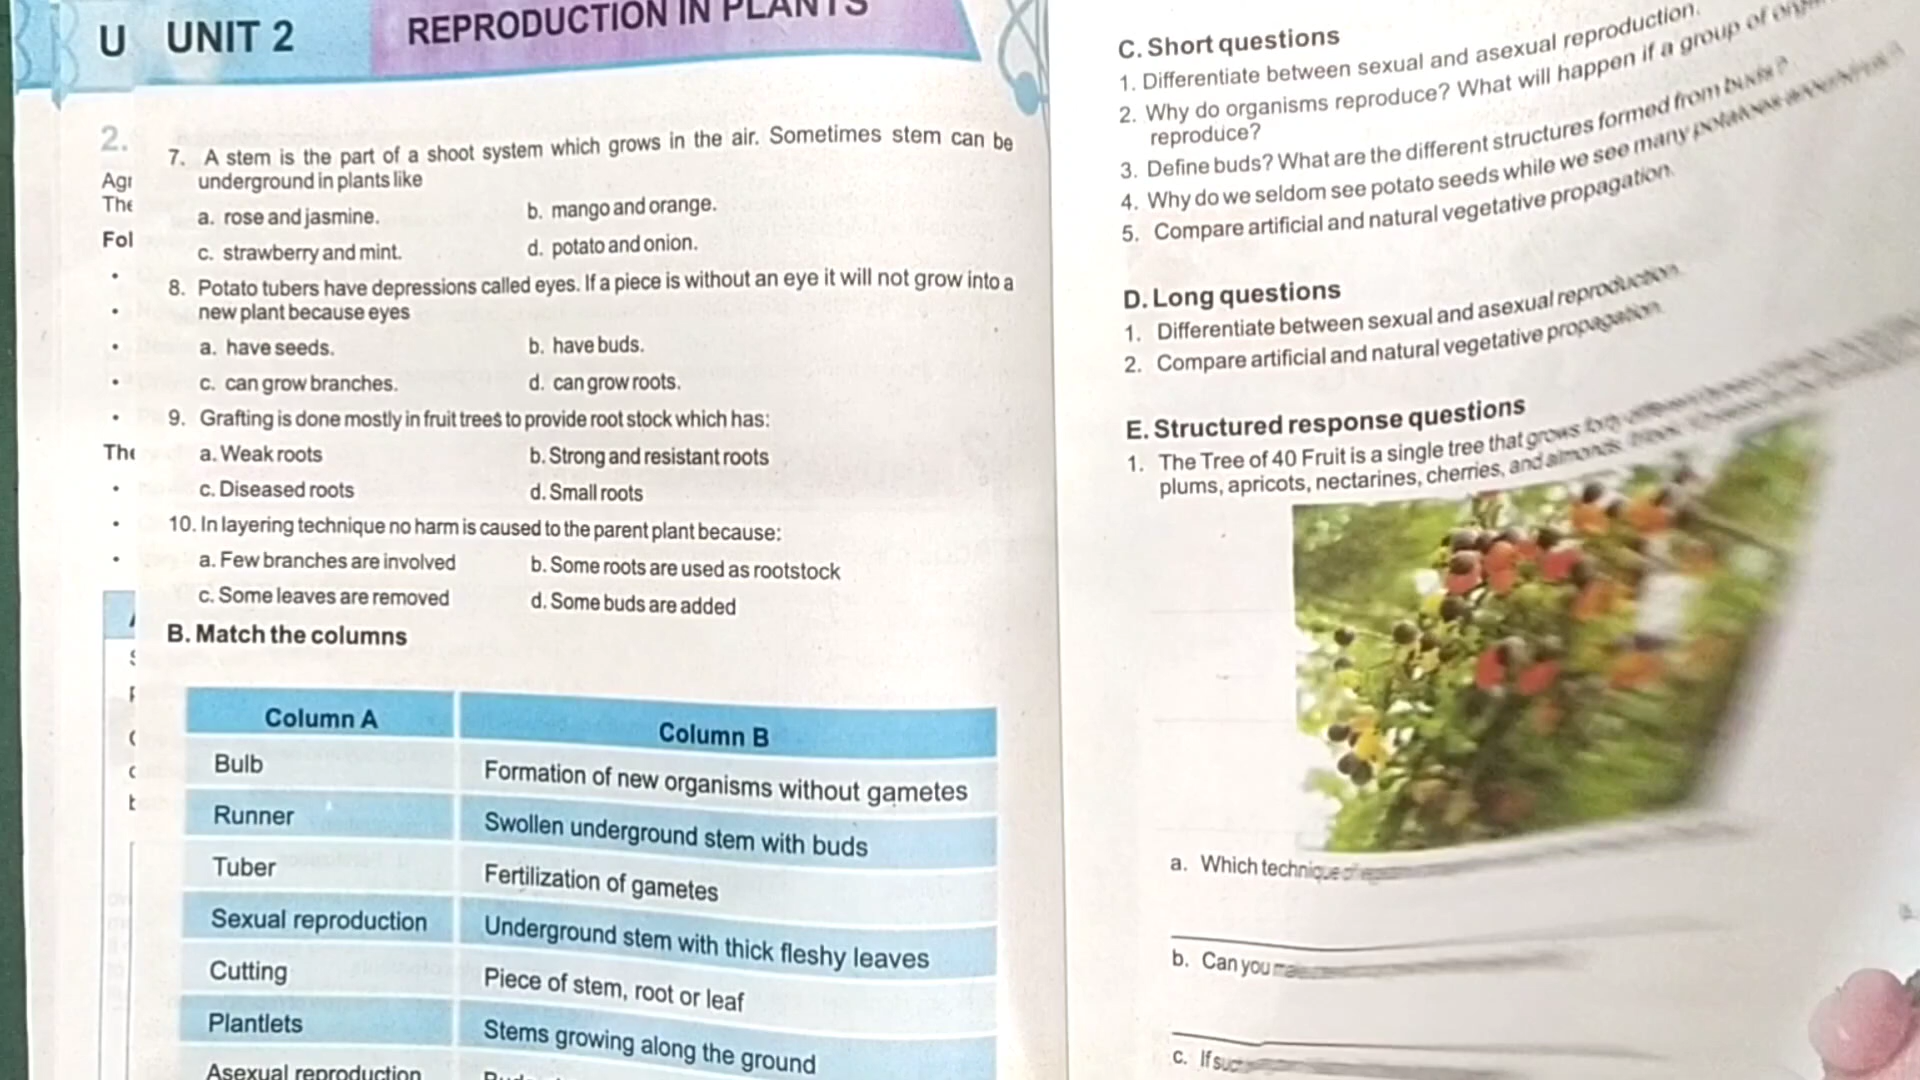 U UNIT 2
REPRODUCTION IN PLANTS
2.
Agr
The
Fol
The
7. A stem is the part of a shoot system which grows in the air. Sometimes stem can be
underground in plants like
a. rose and jasmine.
b. mango and orange.
c. strawberry and mint.
d. potato and onion.
8. Potato tubers have depressions called eyes. If a piece is without an eye it will not grow into a
new plant because eyes
a. have seeds.
b. have buds.
c. can grow branches.
d. can grow roots.
9. Grafting is done mostly in fruit trees to provide root stock which has:
a. Weak roots
b. Strong and resistant roots
c. Diseased roots
d. Small roots
10. In layering technique no harm is caused to the parent plant because:
a. Few branches are involved
b. Some roots are used as rootstock
c. Some leaves are removed
d. Some buds are added
B. Match the columns
Column A
Column B
Bulb
Formation of new organisms without gametes
Runner
Swollen underground stem with buds
Tuber
Fertilization of gametes
Sexual reproduction
Underground stem with thick fleshy leaves
Cutting
Piece of stem, root or leaf
Plantlets
Stems growing along the ground
Asexual reproduction
C. Short questions
1. Differentiate between sexual and asexual reproduction.
2. Why do organisms reproduce? What will happen if a group of
reproduce?
3. Define buds? What are the different structures formed from buds?
4. Why do we seldom see potato seeds while we see many potatoes
5. Compare artificial and natural vegetative propagation.
D. Long questions
1. Differentiate between sexual and asexual reproduction.
2. Compare artificial and natural vegetative propagation.
E. Structured response questions
1. The Tree of 40 Fruit is a single tree that grows forty different
plums, apricots, nectarines, cherries, and almonds.
a. Which technique of
b. Can you
c. If such